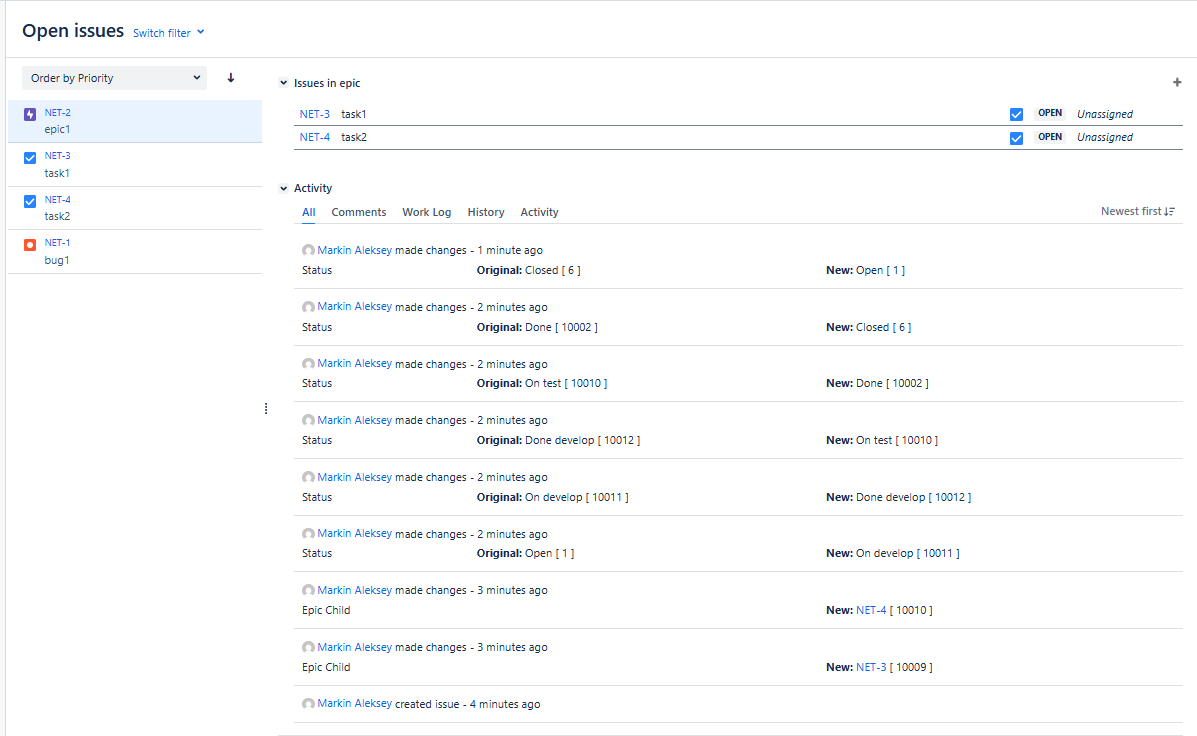 Open issues Switch filter
Order by Priority
NET-2
epic1
NET-3
task1
NET-4
task2
NET-1
bug1
Issues in epic
NET-3 task1 OPEN Unassigned
NET-4 task2 OPEN Unassigned
Activity
All Comments Work Log History Activity Newest first
Markin Aleksey made changes - 1 minute ago
Status Original: Closed [ 6 ] New: Open [ 1 ]
Markin Aleksey made changes - 2 minutes ago
Status Original: Done [ 10002 ] New: Closed [ 6 ]
Markin Aleksey made changes - 2 minutes ago
Status Original: On test [ 10010 ] New: Done [ 10002 ]
Markin Aleksey made changes - 2 minutes ago
Status Original: Done develop [ 10012 ] New: On test [ 10010 ]
Markin Aleksey made changes - 2 minutes ago
Status Original: On develop [ 10011 ] New: Done develop [ 10012 ]
Markin Aleksey made changes - 2 minutes ago
Status Original: Open [ 1 ] New: On develop [ 10011 ]
Markin Aleksey made changes - 3 minutes ago
Epic Child New: NET-4 [ 10010 ]
Markin Aleksey made changes - 3 minutes ago
Epic Child New: NET-3 [ 10009 ]
Markin Aleksey created issue - 4 minutes ago